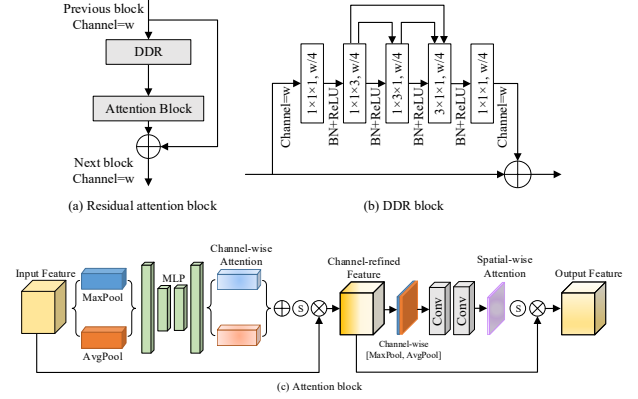 Previous block
Channel=w
DDR
Attention Block
Next block
Channel=w
(a) Residual attention block
Channel=w
1×1×1, w/4
BN+ReLU
1×1×3, w/4
BN+ReLU
1×3×1, w/4
BN+ReLU
3×1×1, w/4
BN+ReLU
1×1×1, w/4
Channel=w
(b) DDR block
Input Feature
MaxPool
AvgPool
MLP
Channel-wise
Attention
S
Channel-refined
Feature
Channel-wise
[MaxPool, AvgPool]
Conv
Conv
Spatial-wise
Attention
S
Output Feature
(c) Attention block